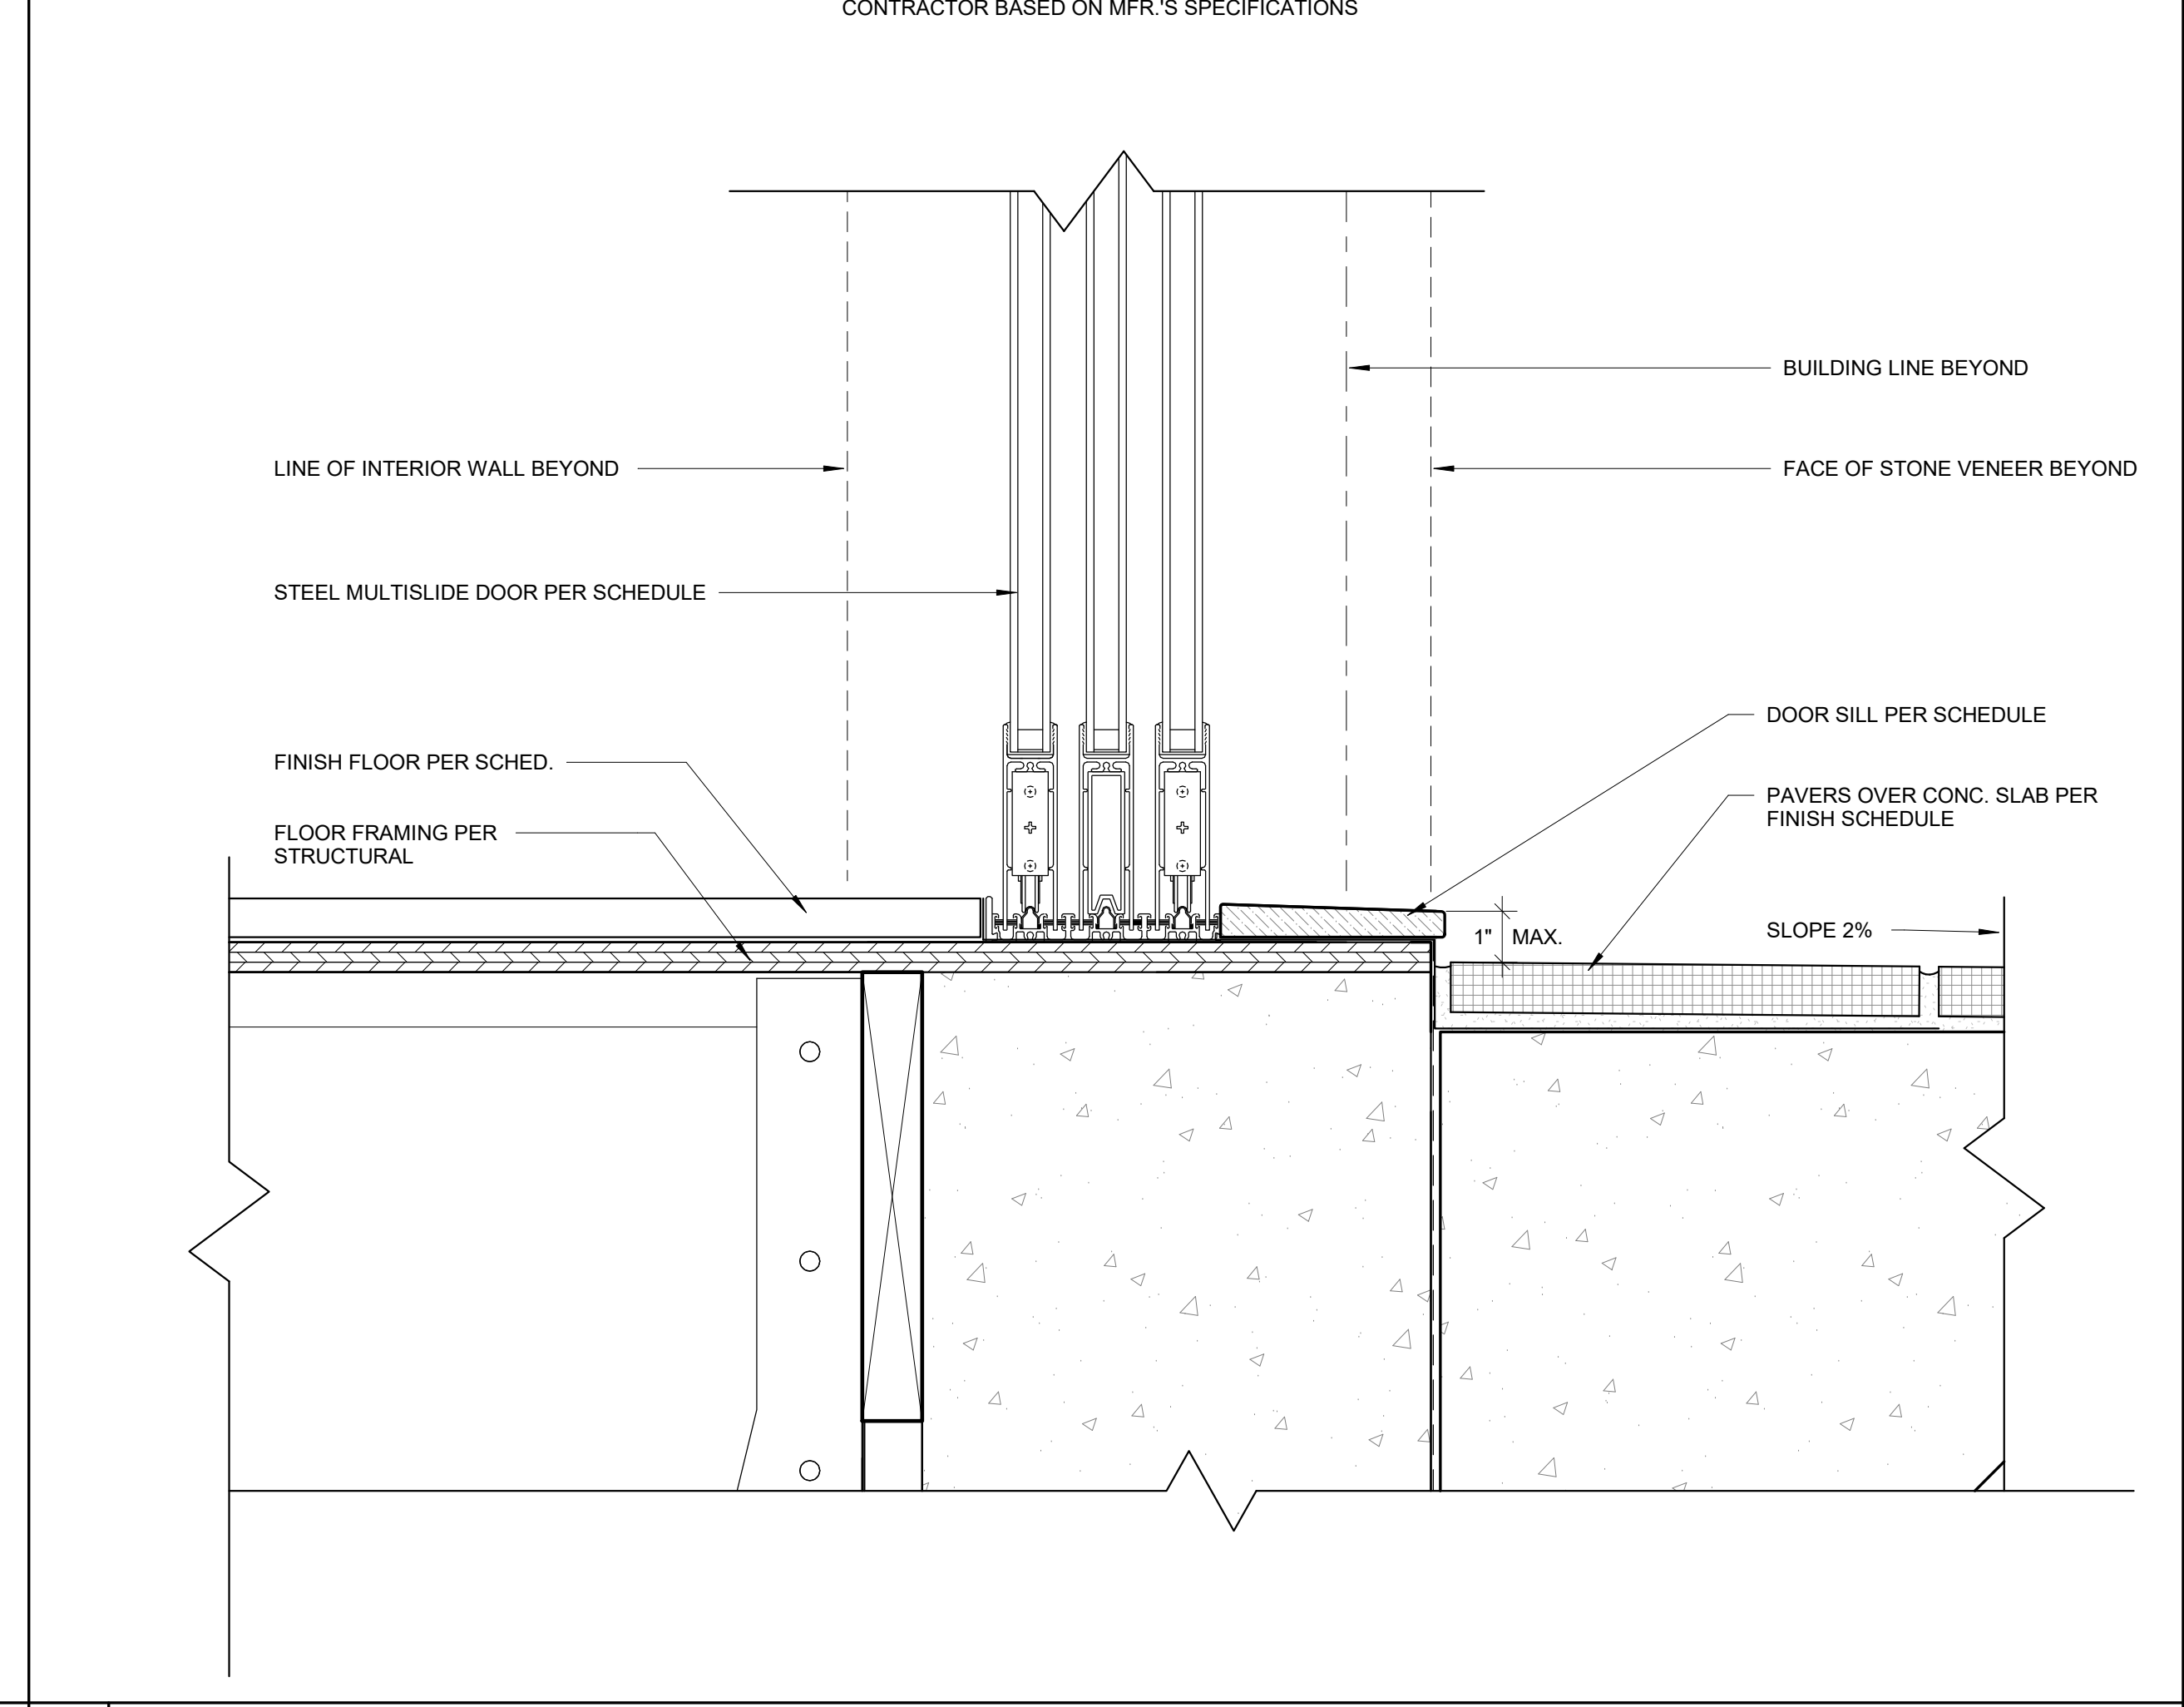 CONTRACTOR BASED ON MFR.'S SPECIFICATIONS
BUILDING LINE BEYOND
LINE OF INTERIOR WALL BEYOND
FACE OF STONE VENEER BEYOND
STEEL MULTISLIDE DOOR PER SCHEDULE
DOOR SILL PER SCHEDULE
FINISH FLOOR PER SCHED.
PAVERS OVER CONC. SLAB PER
FINISH SCHEDULE
FLOOR FRAMING PER
STRUCTURAL
SLOPE 2%
1" MAX.